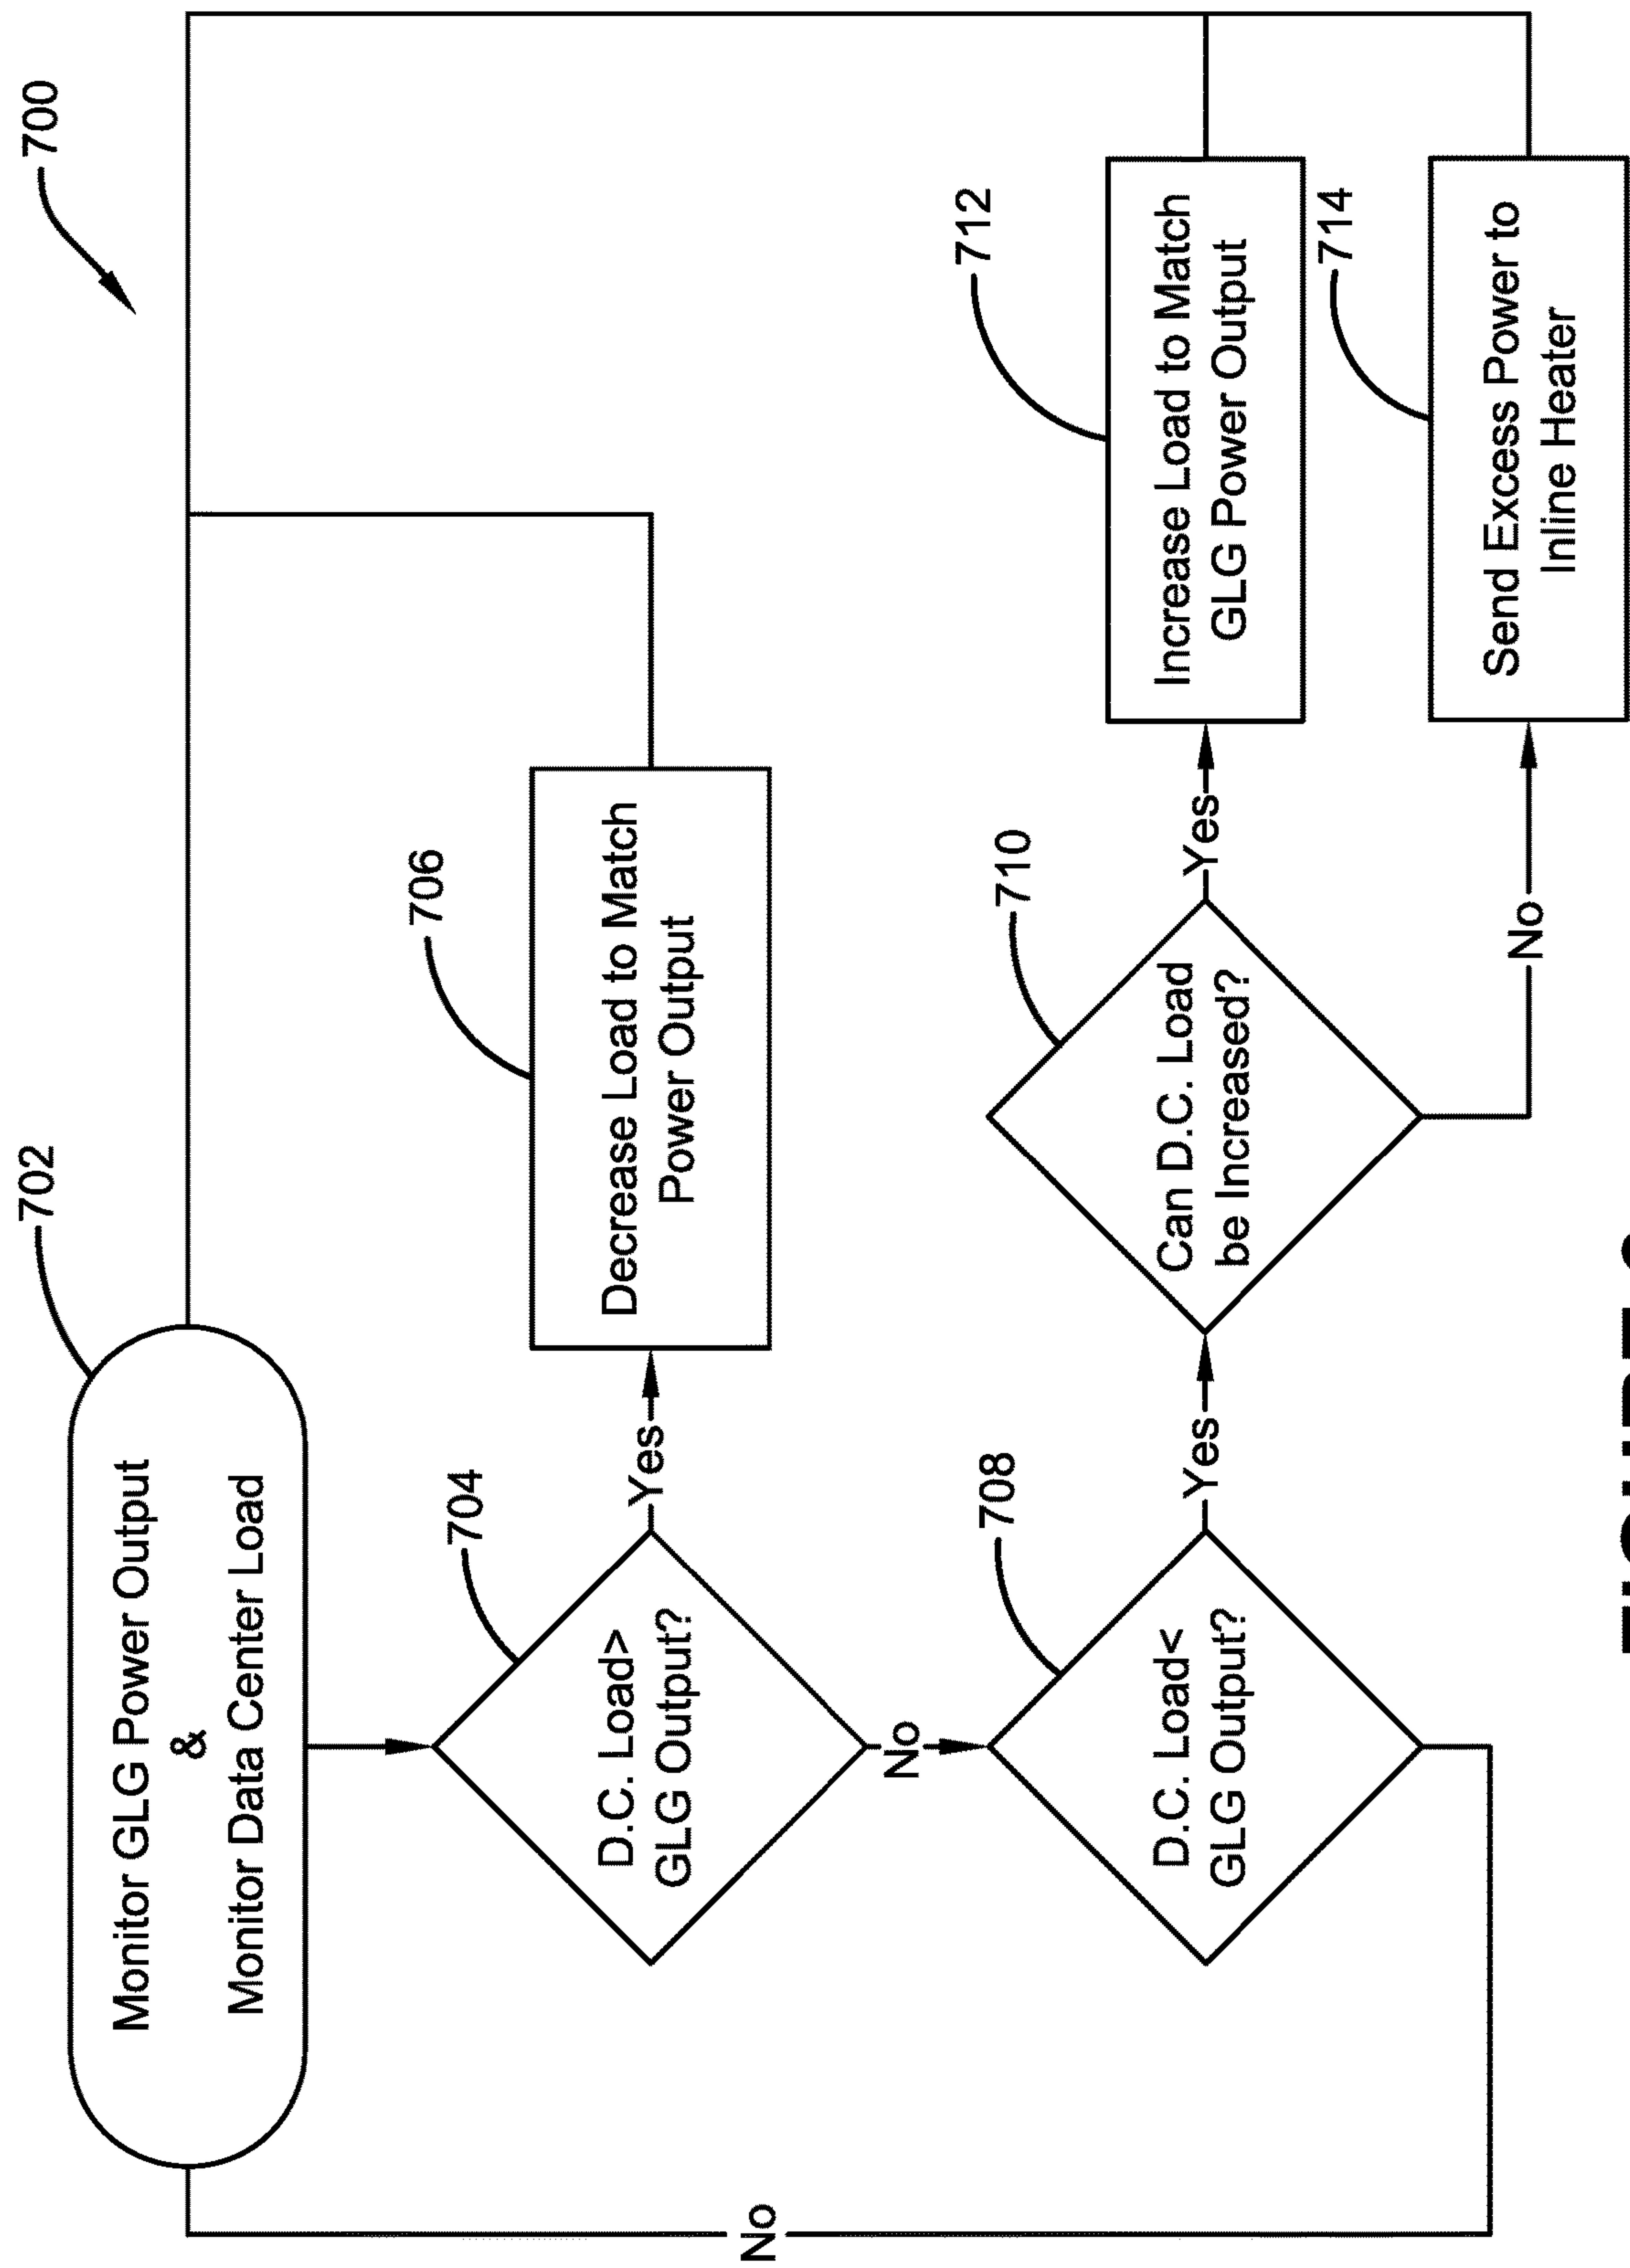 700
702
Monitor GLG Power Output
&
Monitor Data Center Load
704
D.C. Load>
GLG Output?
Yes
706
Decrease Load to Match
Power Output
No
708
D.C. Load<
GLG Output?
Yes
710
Can D.C. Load
be Increased?
Yes
712
Increase Load to Match
GLG Power Output
No
714
Send Excess Power to
Inline Heater
No